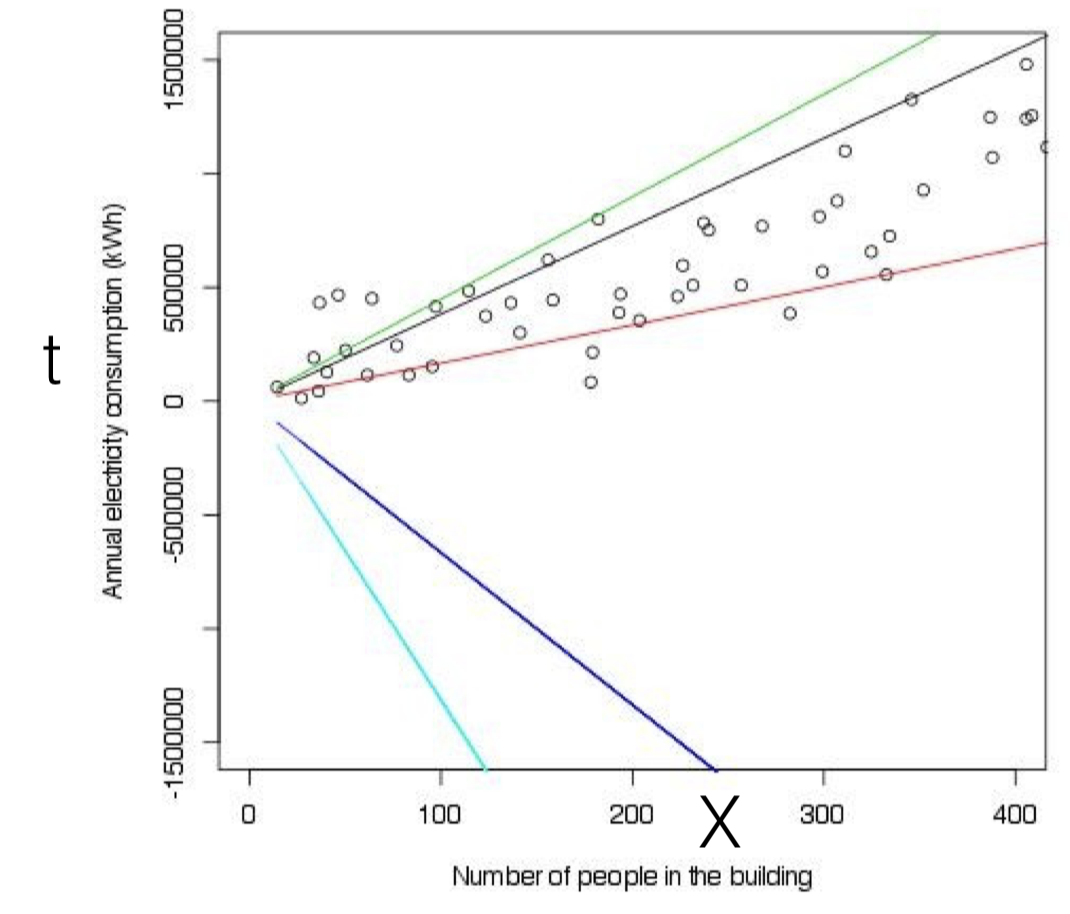 t
Annual electricity consumption (kWh)
1500000
500000
0
-500000
-1500000
0 100 200 300 400
X
Number of people in the building